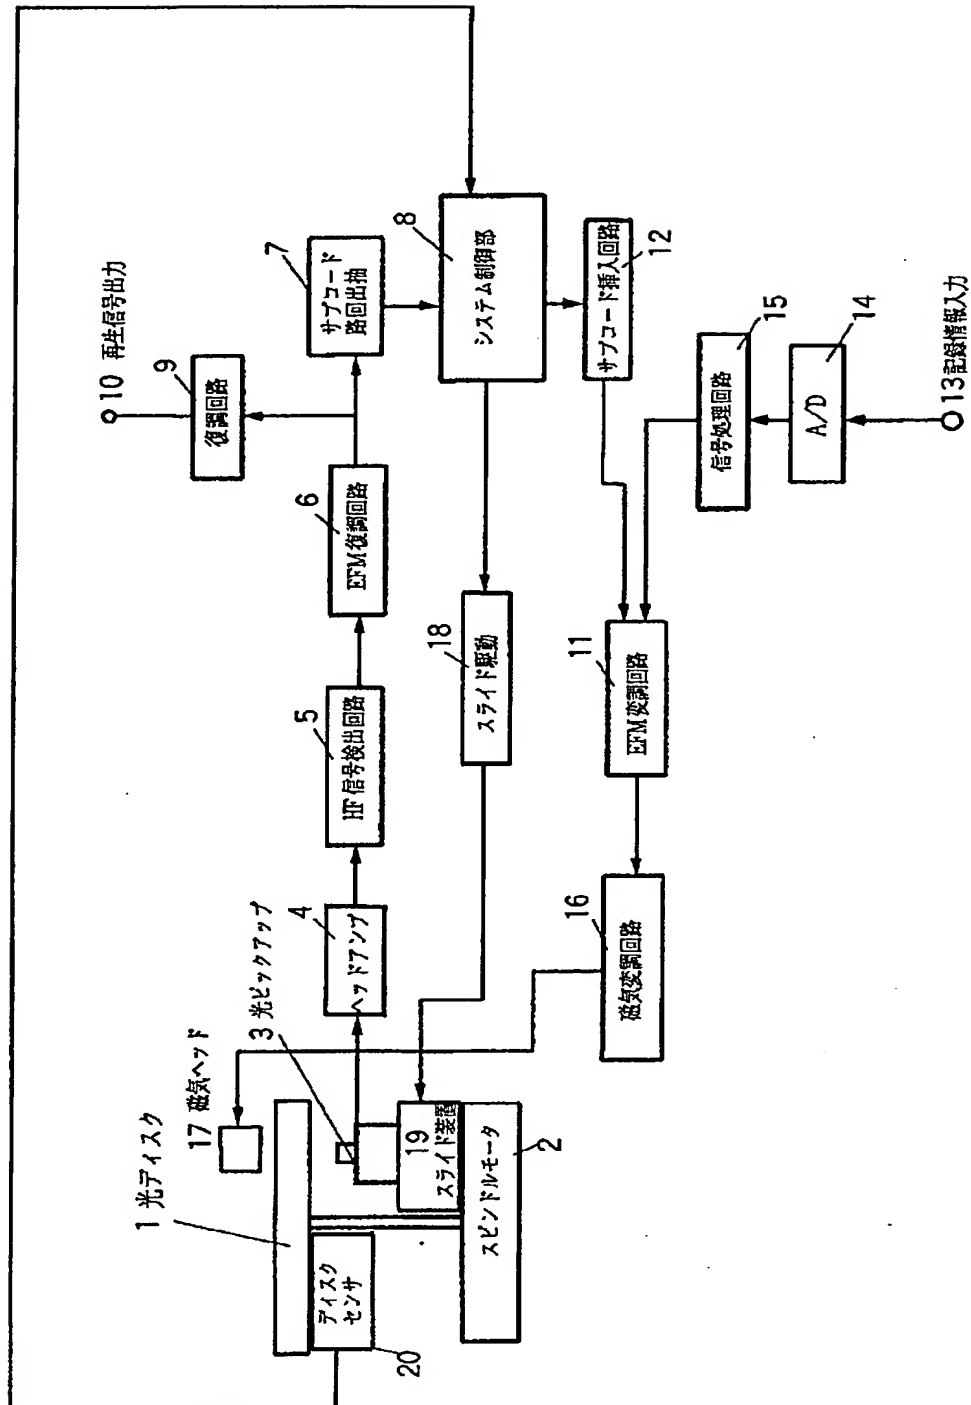 1 光ディスク
17 磁気ヘッド
3 光ピックアップ
ディスク
センサ
20
19
スライド装置
スピンドルモータ
2
4
ヘッドアンプ
5
HF信号検出回路
6
EFM復調回路
9
復調回路
10 再生信号出力
7
サブコード
路回出抽
8
システム制御部
18
スライド駆動
12
サブコード挿入回路
11
EFM変調回路
16
磁気変調回路
15
信号処理回路
14
A/D
13 記録情報入力